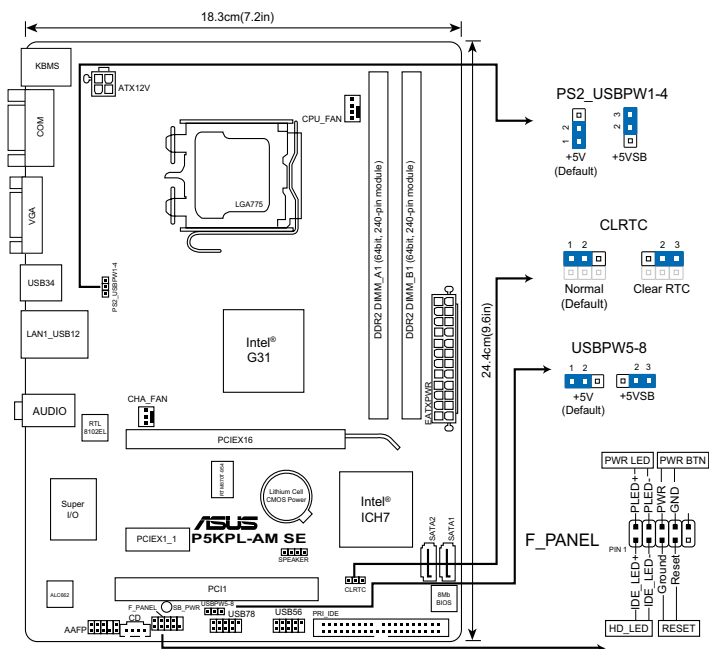 18.3cm(7.2in)
KBMS
ATX12V
CPU_FAN
COM
LGA775
VGA
USB34
PS2_USBPW1-4
LAN1_USB12
Intel®
G31
DDR2 DIMM_A1 (64bit, 240-pin module)
DDR2 DIMM_B1 (64bit, 240-pin module)
24.4cm(9.6in)
EATXPWR
AUDIO
CHA_FAN
RTL
8102EL
PCIEX16
Super
I/O
Lithium Cell
CMOS Power
Intel®
ICH7
ASUS
P5KPL-AM SE
PCIEX1_1
SPEAKER
SATA2
SATA1
ALC662
PCI1
CLRTC
8Mb
BIOS
F_PANEL
SB_PWR
USBPW5-8
AAFP
CD
USB78
USB56
PRI_IDE
PS2_USBPW1-4
1 2
2 3
+5V
(Default)
+5VSB
CLRTC
1 2
2 3
Normal
(Default)
Clear RTC
USBPW5-8
1 2
2 3
+5V
(Default)
+5VSB
F_PANEL
PWR LED
PWR BTN
PLED+
PLED-
PWR
GND
PIN 1
IDE_LED+
IDE_LED-
Ground
Reset
HD_LED
RESET